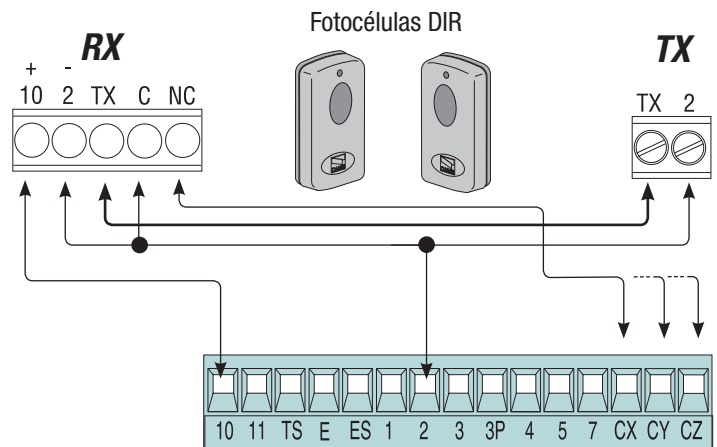 Fotocélulas DIR
RX
TX
+ -
10 2 TX C NC
TX 2
10 11 TS E ES 1 2 3 3P 4 5 7 CX CY CZ